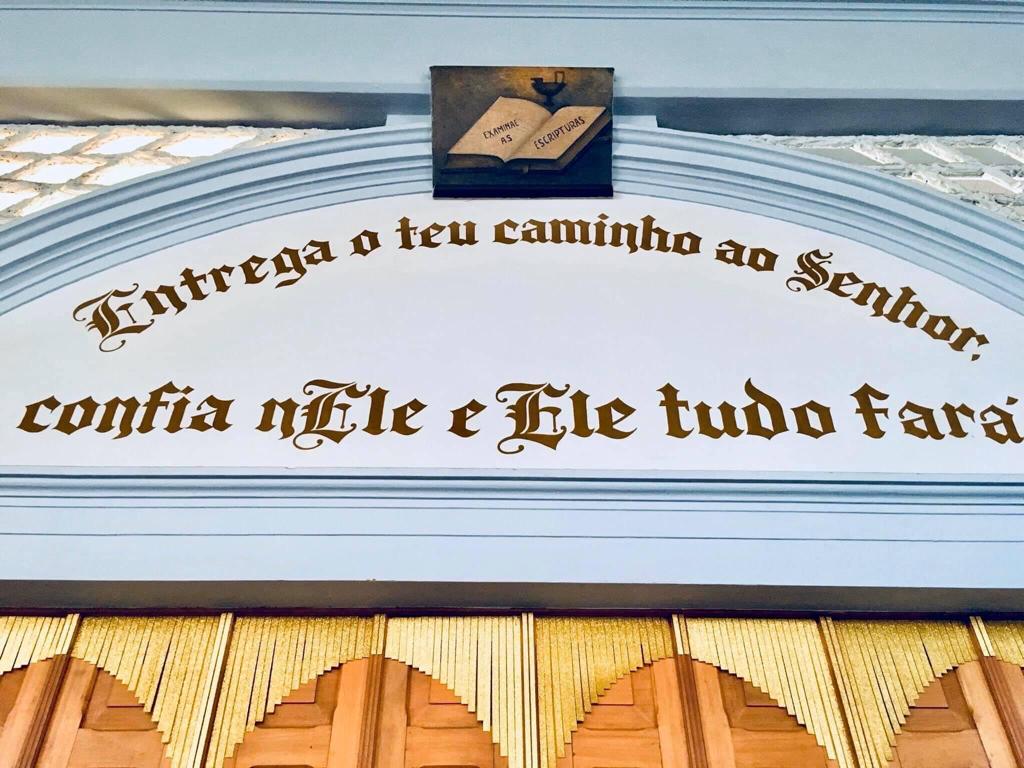 EXAMINAE AS ESCRIPTURAS
Entrega o teu caminho ao Senhor,
confia nEle e Ele tudo fará